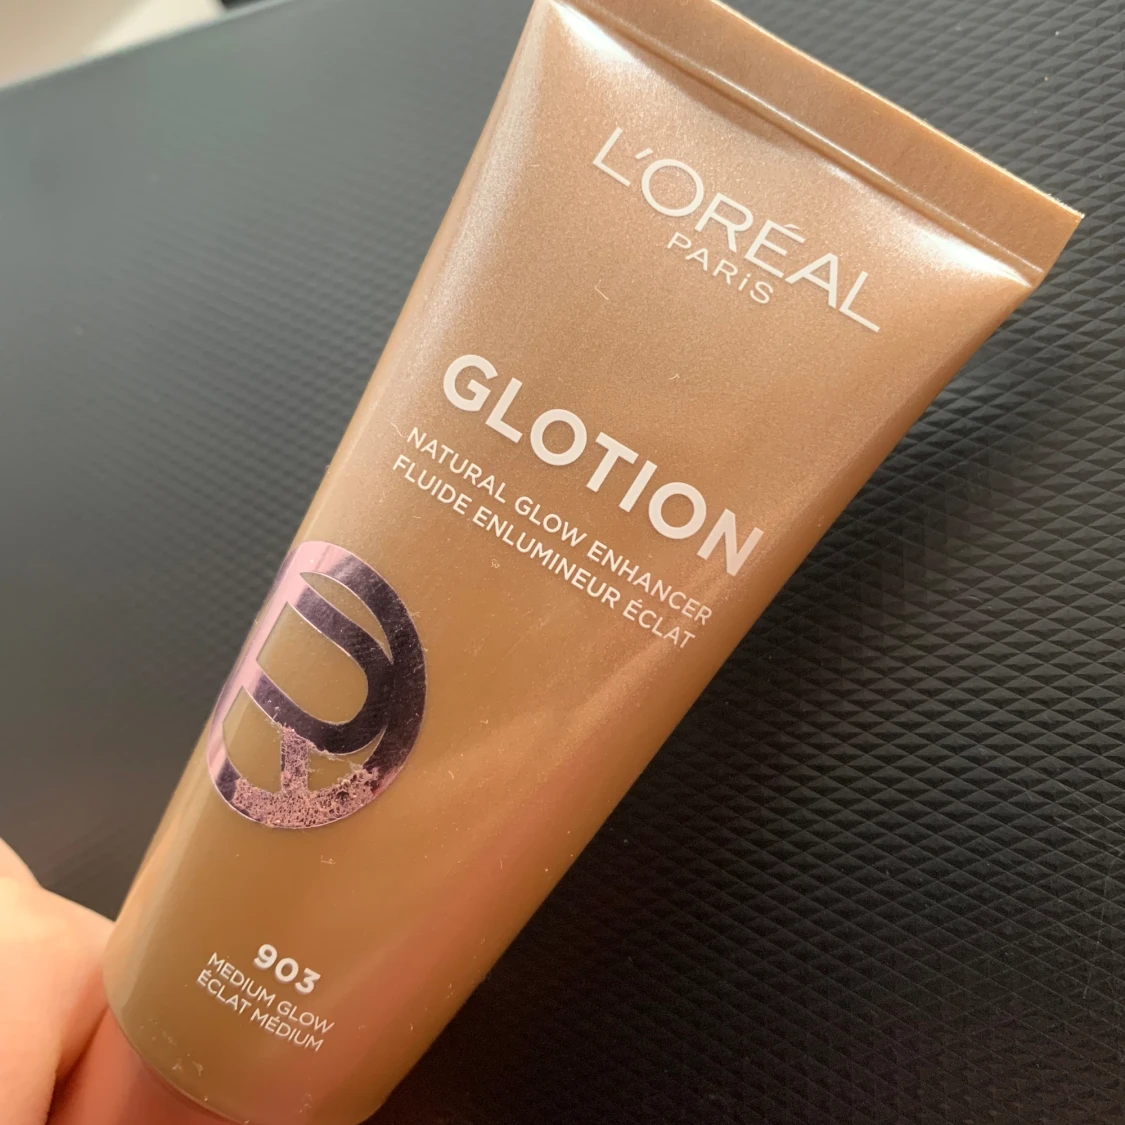 L'ORÉAL
PARiS
GLOTION
NATURAL GLOW ENHANCER
FLUIDE ENLUMINEUR ÉCLAT
903
MEDIUM GLOW
ÉCLAT MÉDIUM